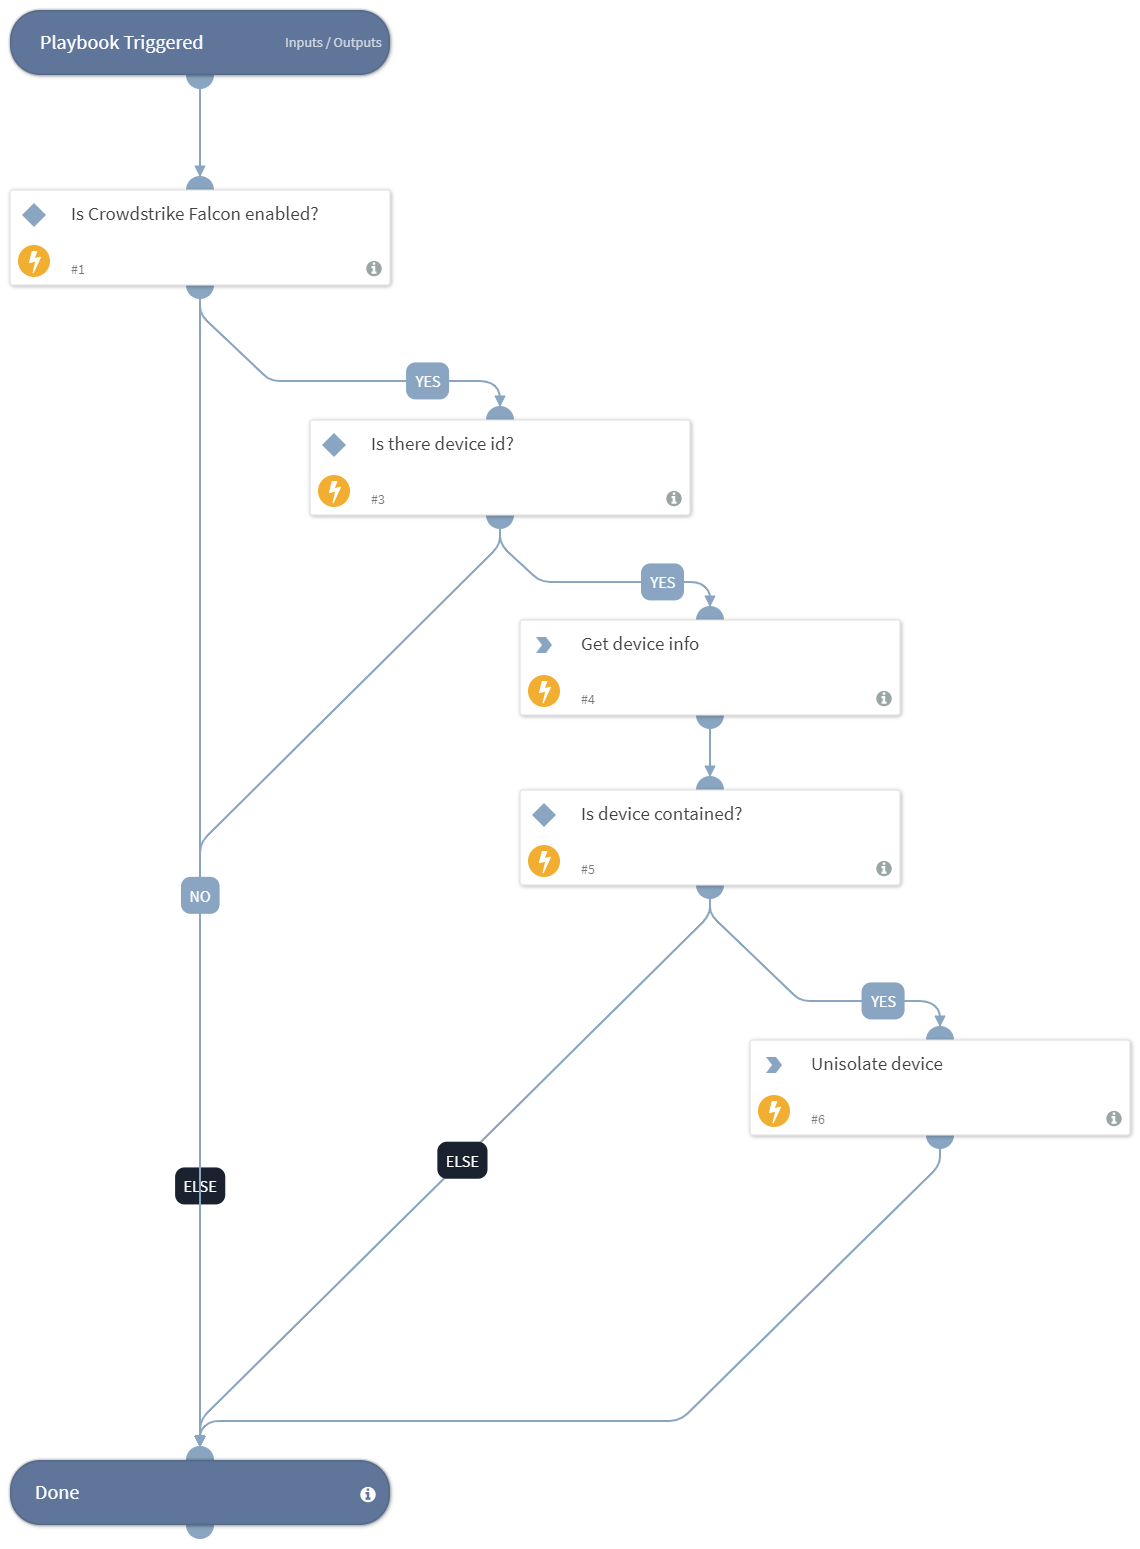 Playbook Triggered
Inputs / Outputs
Is Crowdstrike Falcon enabled?
#1
YES
Is there device id?
#3
YES
Get device info
#4
Is device contained?
#5
NO
YES
Unisolate device
#6
ELSE
ELSE
Done